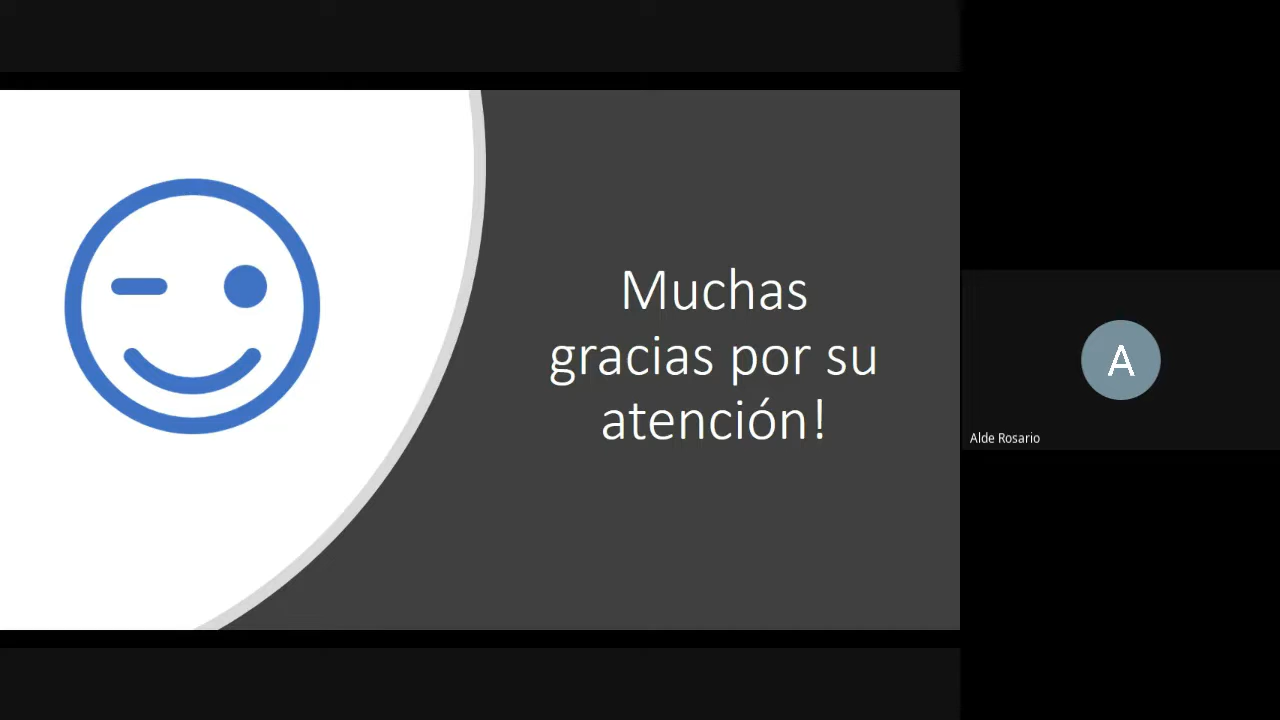 Muchas
gracias por su
atención!
A
Alde Rosario